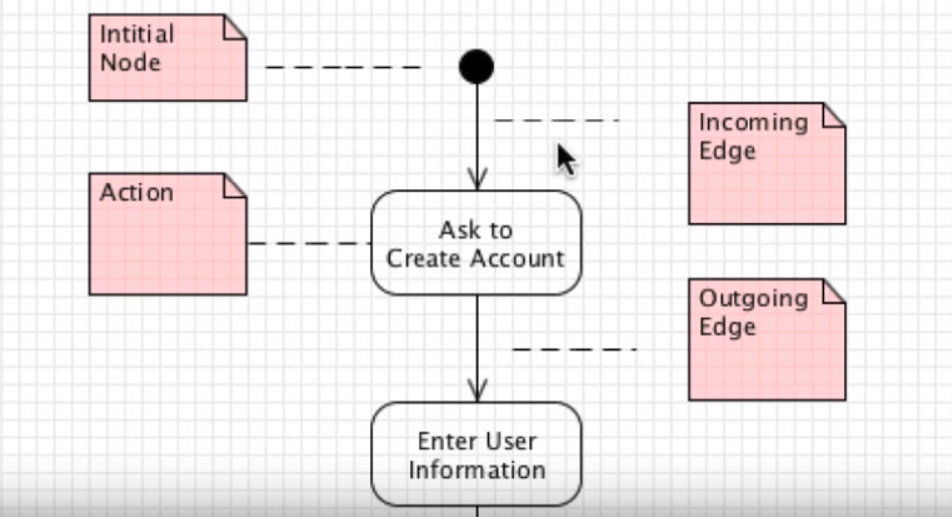 Intitial
Node
Incoming
Edge
Action
Ask to
Create Account
Outgoing
Edge
Enter User
Information